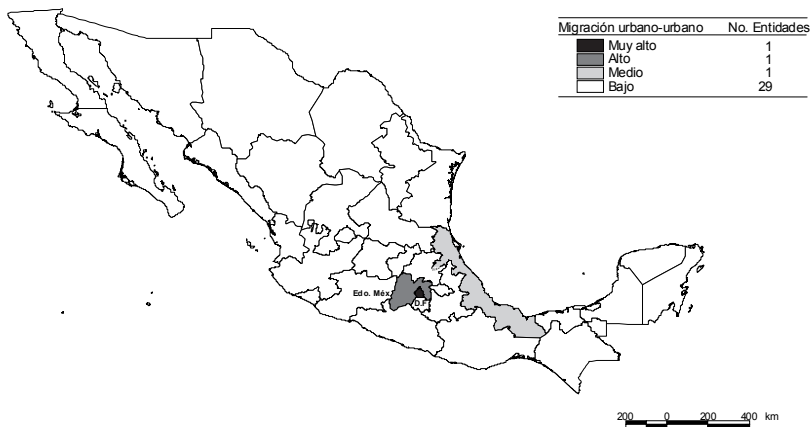 Migración urbano-urbano No. Entidades
Muy alto 1
Alto 1
Medio 1
Bajo 29
Edo. Méx.
D.F.
200 0 200 400 km